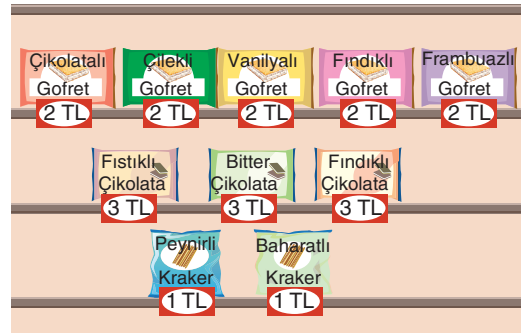 Çikolatalı
Gofret
2 TL
Çilekli
Gofret
2 TL
Vanilyalı
Gofret
2 TL
Fındıklı
Gofret
2 TL
Frambuazlı
Gofret
2 TL
Fıstıklı
Çikolata
3 TL
Bitter
Çikolata
3 TL
Fındıklı
Çikolata
3 TL
Peynirli
Kraker
1 TL
Baharatlı
Kraker
1 TL